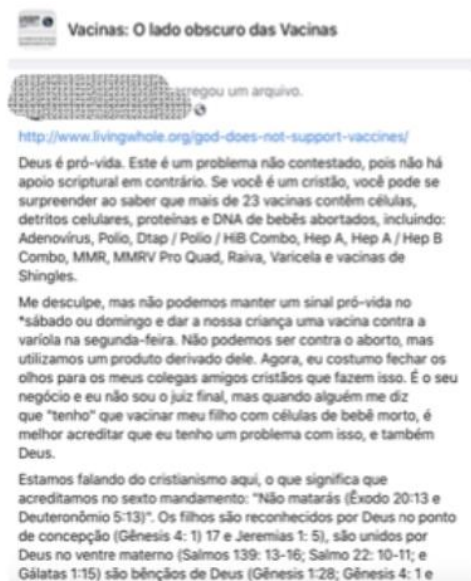 Vacinas: O lado obscuro das Vacinas
arregou um arquivo.
http://www.livingwhole.org/god-does-not-support-vaccines/
Deus é pró-vida. Este é um problema não contestado, pois não há
apoio scriptural em contrário. Se você é um cristão, você pode se
surpreender ao saber que mais de 23 vacinas contêm células,
detritos celulares, proteínas e DNA de bebês abortados, incluindo:
Adenovírus, Polio, Dtap / Polio / HiB Combo, Hep A, Hep A / Hep B
Combo, MMR, MMRV Pro Quad, Raiva, Varicela e vacinas de
Shingles.
Me desculpe, mas não podemos manter um sinal pró-vida no
*sábado ou domingo e dar a nossa criança uma vacina contra a
varíola na segunda-feira. Não podemos ser contra o aborto, mas
utilizamos um produto derivado dele. Agora, eu costumo fechar os
olhos para os meus colegas amigos cristãos que fazem isso. É o seu
negócio e eu não sou o juiz final, mas quando alguém me diz
que "tenho" que vacinar meu filho com células de bebê morto, é
melhor acreditar que eu tenho um problema com isso, e também
Deus.
Estamos falando do cristianismo aqui, o que significa que
acreditamos no sexto mandamento: "Não matarás (Êxodo 20:13 e
Deuteronômio 5:13)". Os filhos são reconhecidos por Deus no ponto
de concepção (Gênesis 4: 1) 17 e Jeremias 1: 5), são unidos por
Deus no ventre materno (Salmos 139: 13-16; Salmo 22: 10-11; e
Gálatas 1:15) são bênçãos de Deus (Gênesis 1:28; Gênesis 4: 1 e